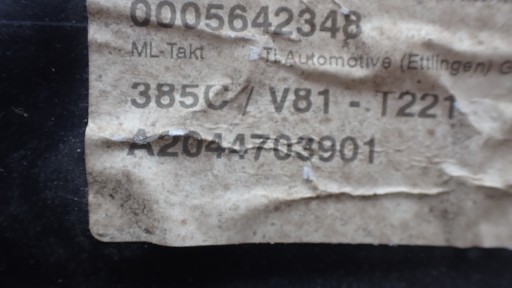 0005642348
ML-Takt TI Automotive (Ettlingen) G
385C / V81 - T221
A2044703901